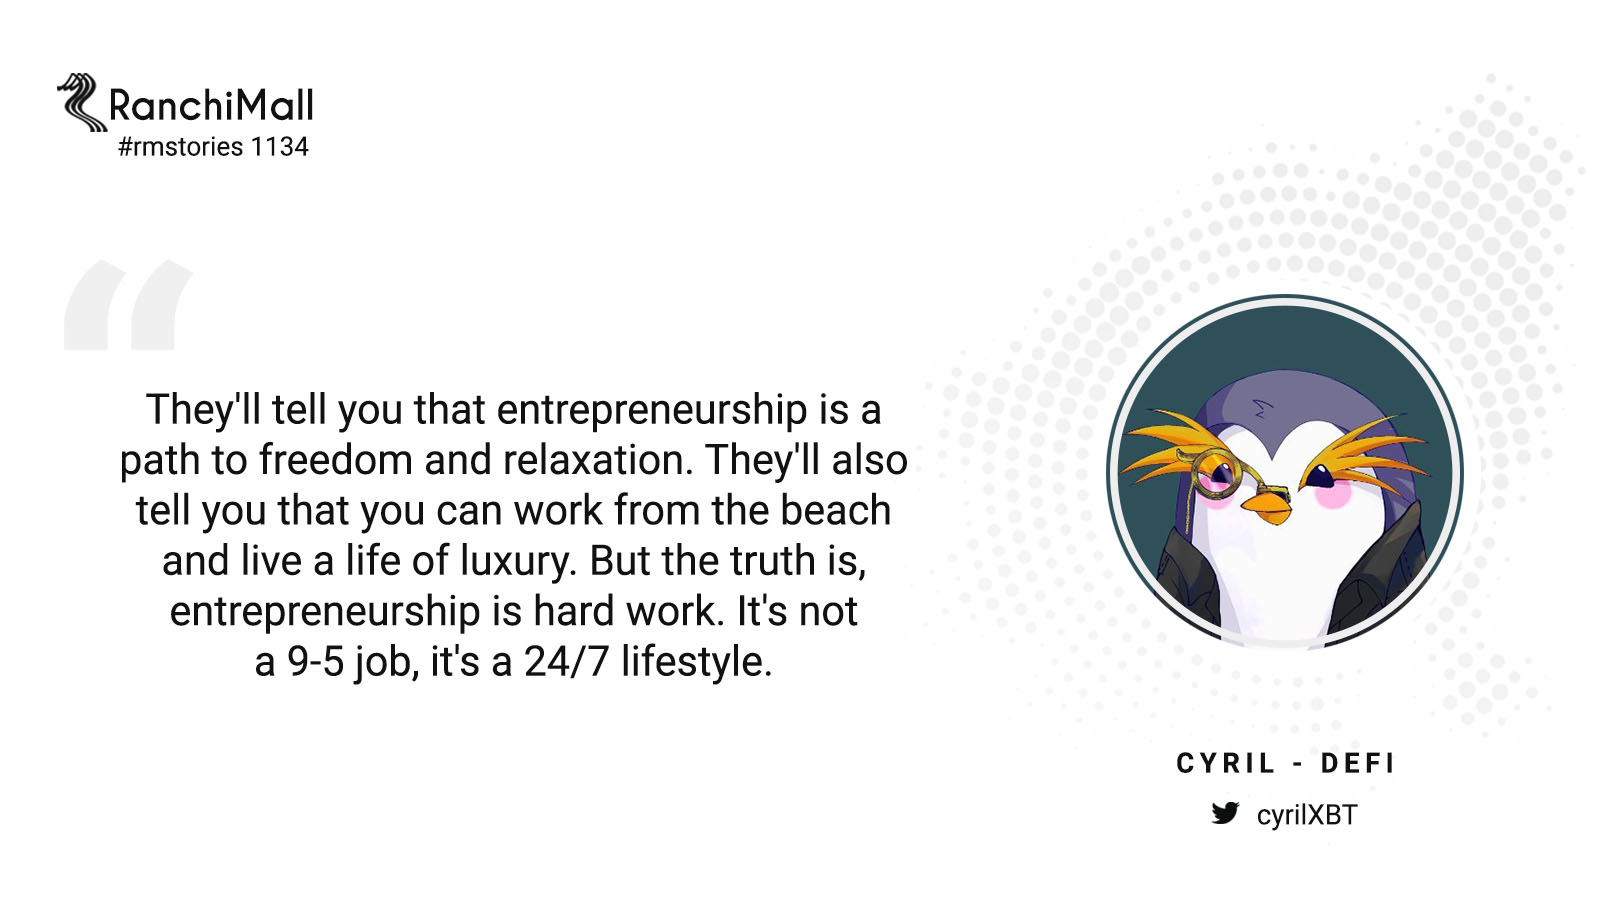 RanchiMall
#rmstories 1134
“
They'll tell you that entrepreneurship is a
path to freedom and relaxation. They'll also
tell you that you can work from the beach
and live a life of luxury. But the truth is,
entrepreneurship is hard work. It's not
a 9-5 job, it's a 24/7 lifestyle.
CYRIL - DEFI
cyrilXBT